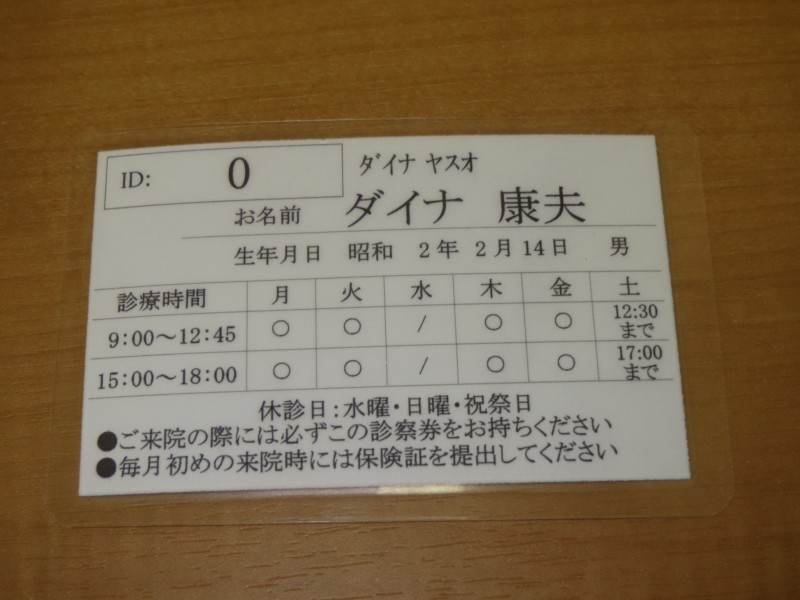 ID: 0
ダイナ ヤスオ
お名前 ダイナ 康夫
生年月日 昭和 2年 2月14日 男
診療時間 月 火 水 木 金 土
9:00～12:45 ○ ○ / ○ ○ 12:30まで
15:00～18:00 ○ ○ / ○ ○ 17:00まで
休診日:水曜・日曜・祝祭日
●ご来院の際には必ずこの診察券をお持ちください
●毎月初めの来院時には保険証を提出してください